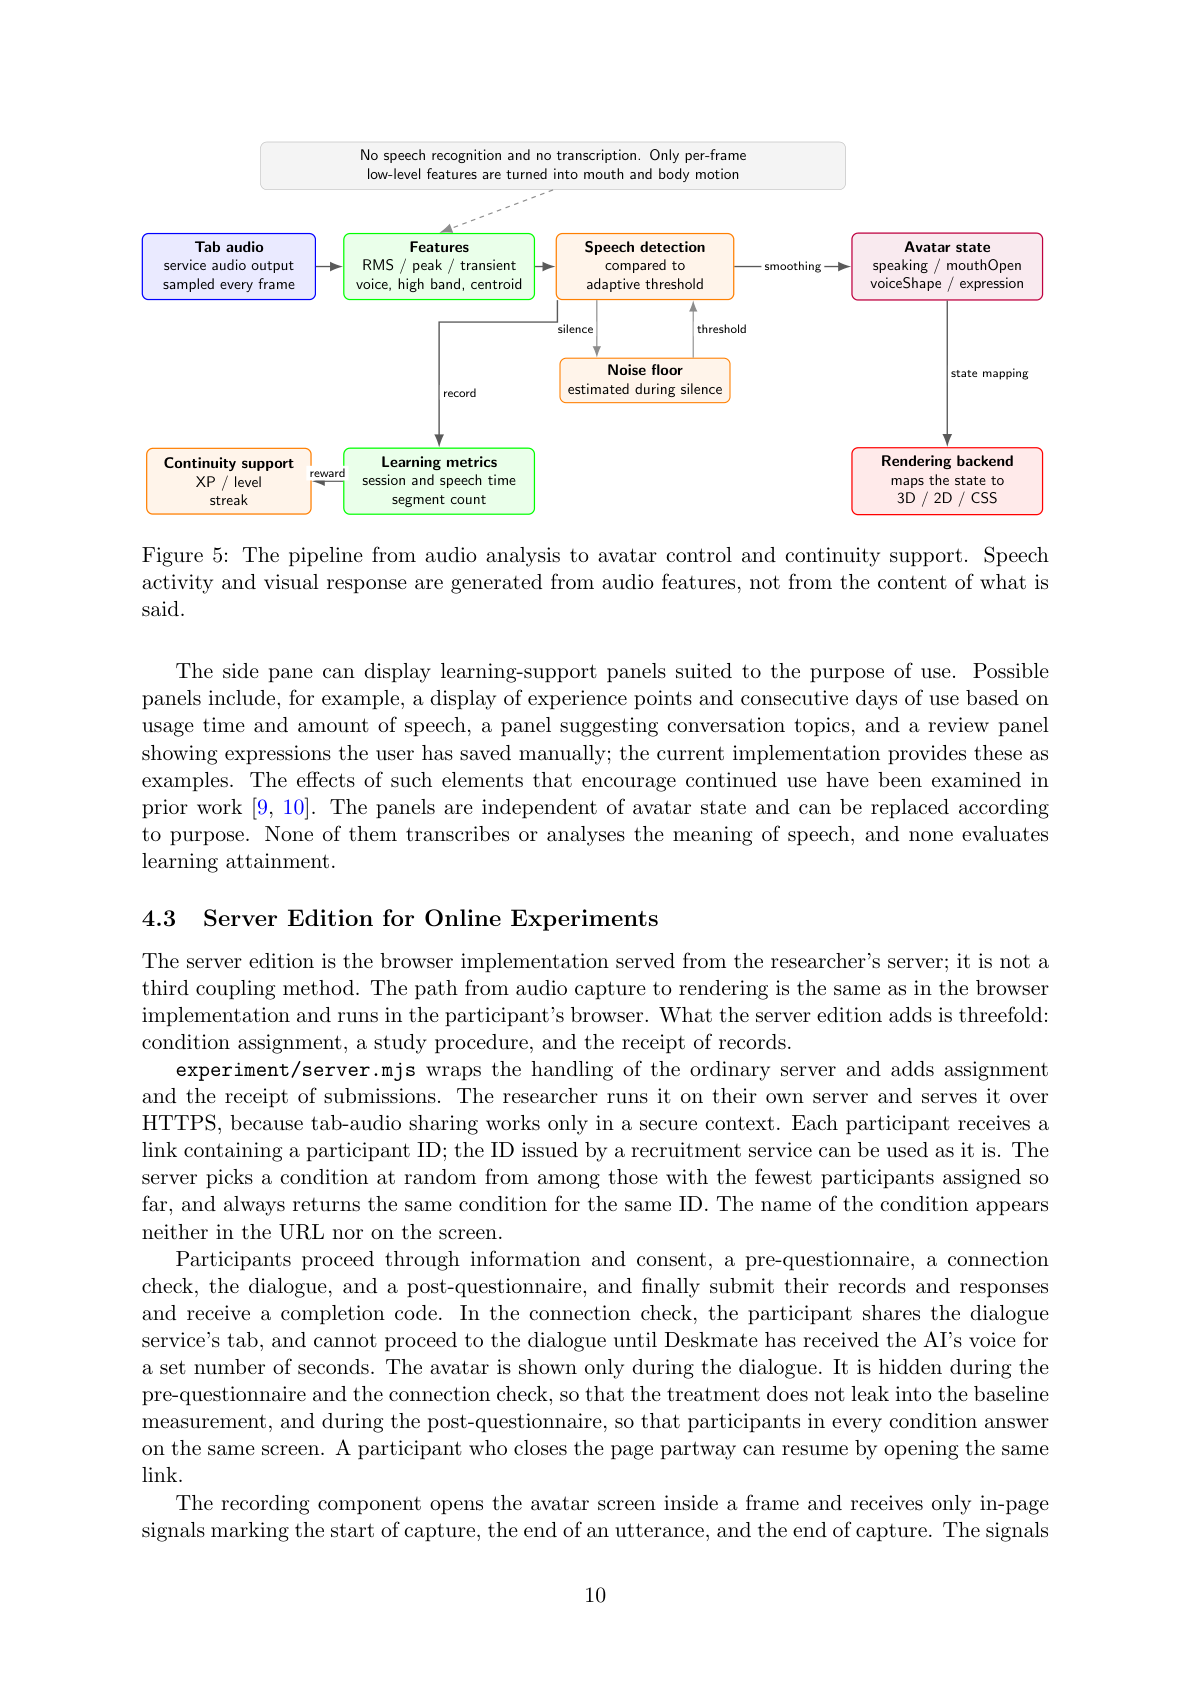 No speech recognition and no transcription. Only per-frame
low-level features are turned into mouth and body motion
Tab audio
service audio output
sampled every frame
Features
RMS / peak / transient
voice, high band, centroid
Speech detection
compared to
adaptive threshold
smoothing
Avatar state
speaking / mouthOpen
voiceShape / expression
silence
threshold
Noise floor
estimated during silence
record
state mapping
Continuity support
XP / level
streak
reward
Learning metrics
session and speech time
segment count
Rendering backend
maps the state to
3D / 2D / CSS
Figure 5: The pipeline from audio analysis to avatar control and continuity support. Speech
activity and visual response are generated from audio features, not from the content of what is
said.
The side pane can display learning-support panels suited to the purpose of use. Possible
panels include, for example, a display of experience points and consecutive days of use based on
usage time and amount of speech, a panel suggesting conversation topics, and a review panel
showing expressions the user has saved manually; the current implementation provides these as
examples. The effects of such elements that encourage continued use have been examined in
prior work [9, 10]. The panels are independent of avatar state and can be replaced according
to purpose. None of them transcribes or analyses the meaning of speech, and none evaluates
learning attainment.
4.3 Server Edition for Online Experiments
The server edition is the browser implementation served from the researcher's server; it is not a
third coupling method. The path from audio capture to rendering is the same as in the browser
implementation and runs in the participant's browser. What the server edition adds is threefold:
condition assignment, a study procedure, and the receipt of records.
experiment/server.mjs wraps the handling of the ordinary server and adds assignment
and the receipt of submissions. The researcher runs it on their own server and serves it over
HTTPS, because tab-audio sharing works only in a secure context. Each participant receives a
link containing a participant ID; the ID issued by a recruitment service can be used as it is. The
server picks a condition at random from among those with the fewest participants assigned so
far, and always returns the same condition for the same ID. The name of the condition appears
neither in the URL nor on the screen.
Participants proceed through information and consent, a pre-questionnaire, a connection
check, the dialogue, and a post-questionnaire, and finally submit their records and responses
and receive a completion code. In the connection check, the participant shares the dialogue
service's tab, and cannot proceed to the dialogue until Deskmate has received the AI's voice for
a set number of seconds. The avatar is shown only during the dialogue. It is hidden during the
pre-questionnaire and the connection check, so that the treatment does not leak into the baseline
measurement, and during the post-questionnaire, so that participants in every condition answer
on the same screen. A participant who closes the page partway can resume by opening the same
link.
The recording component opens the avatar screen inside a frame and receives only in-page
signals marking the start of capture, the end of an utterance, and the end of capture. The signals
10